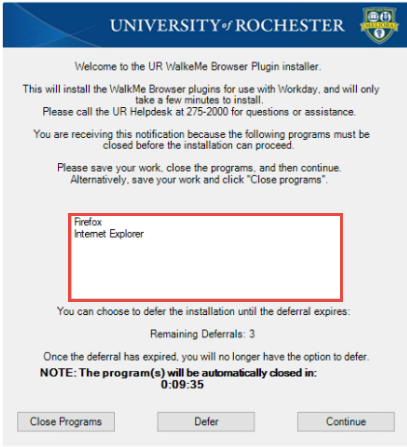 UNIVERSITY of ROCHESTER
MELIORA
Welcome to the UR WalkeMe Browser Plugin installer.
This will install the WalkMe Browser plugins for use with Workday, and will only
take a few minutes to install.
Please call the UR Helpdesk at 275-2000 for questions or assistance.
You are receiving this notification because the following programs must be
closed before the installation can proceed.
Please save your work, close the programs, and then continue.
Alternatively, save your work and click "Close programs".
Firefox
Internet Explorer
You can choose to defer the installation until the deferral expires:
Remaining Deferrals: 3
Once the deferral has expired, you will no longer have the option to defer.
NOTE: The program(s) will be automatically closed in:
0:09:35
Close Programs
Defer
Continue